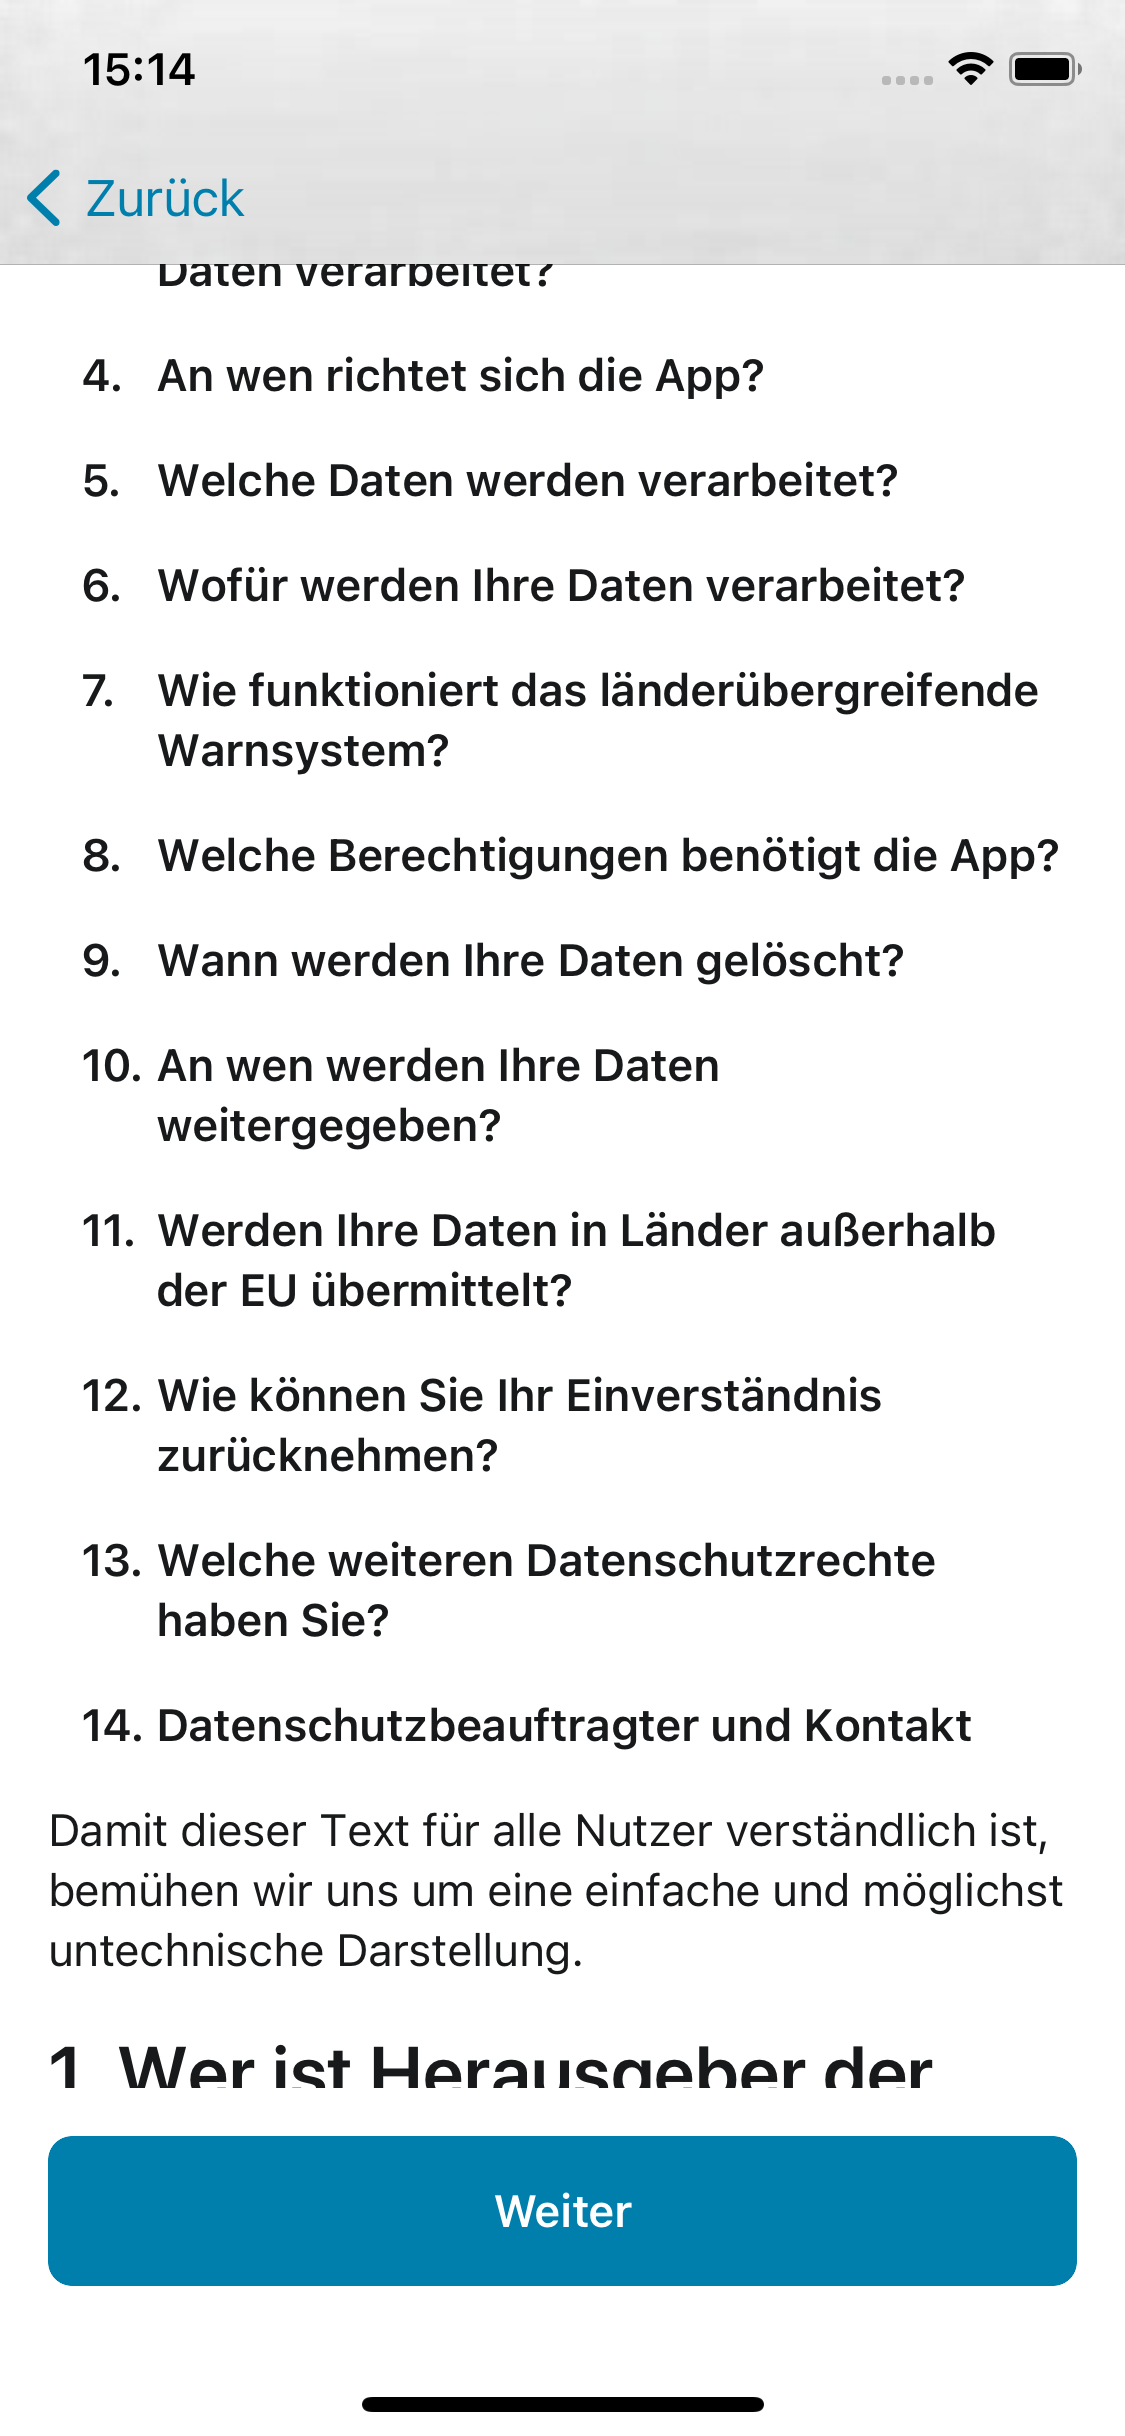 15:14
Zurück
Daten verarbeitet?
4. An wen richtet sich die App?
5. Welche Daten werden verarbeitet?
6. Wofür werden Ihre Daten verarbeitet?
7. Wie funktioniert das länderübergreifende
Warnsystem?
8. Welche Berechtigungen benötigt die App?
9. Wann werden Ihre Daten gelöscht?
10. An wen werden Ihre Daten
weitergegeben?
11. Werden Ihre Daten in Länder außerhalb
der EU übermittelt?
12. Wie können Sie Ihr Einverständnis
zurücknehmen?
13. Welche weiteren Datenschutzrechte
haben Sie?
14. Datenschutzbeauftragter und Kontakt
Damit dieser Text für alle Nutzer verständlich ist,
bemühen wir uns um eine einfache und möglichst
untechnische Darstellung.
1 Wer ist Herausgeber der
Weiter